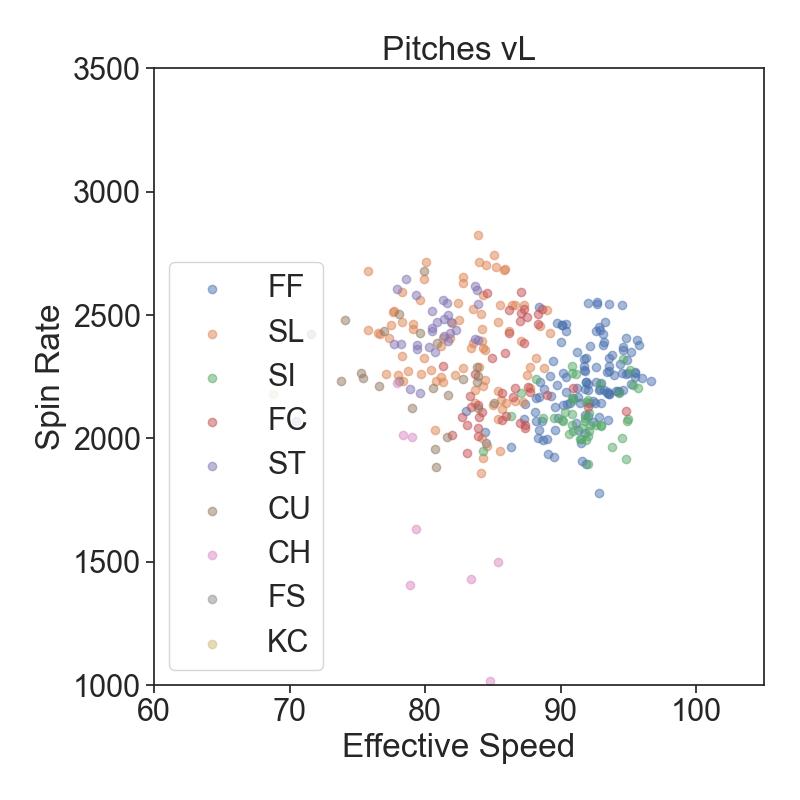 Pitches vL
3500
3000
2500
2000
1500
1000
Spin Rate
FF
SL
SI
FC
ST
CU
CH
FS
KC
60 70 80 90 100
Effective Speed